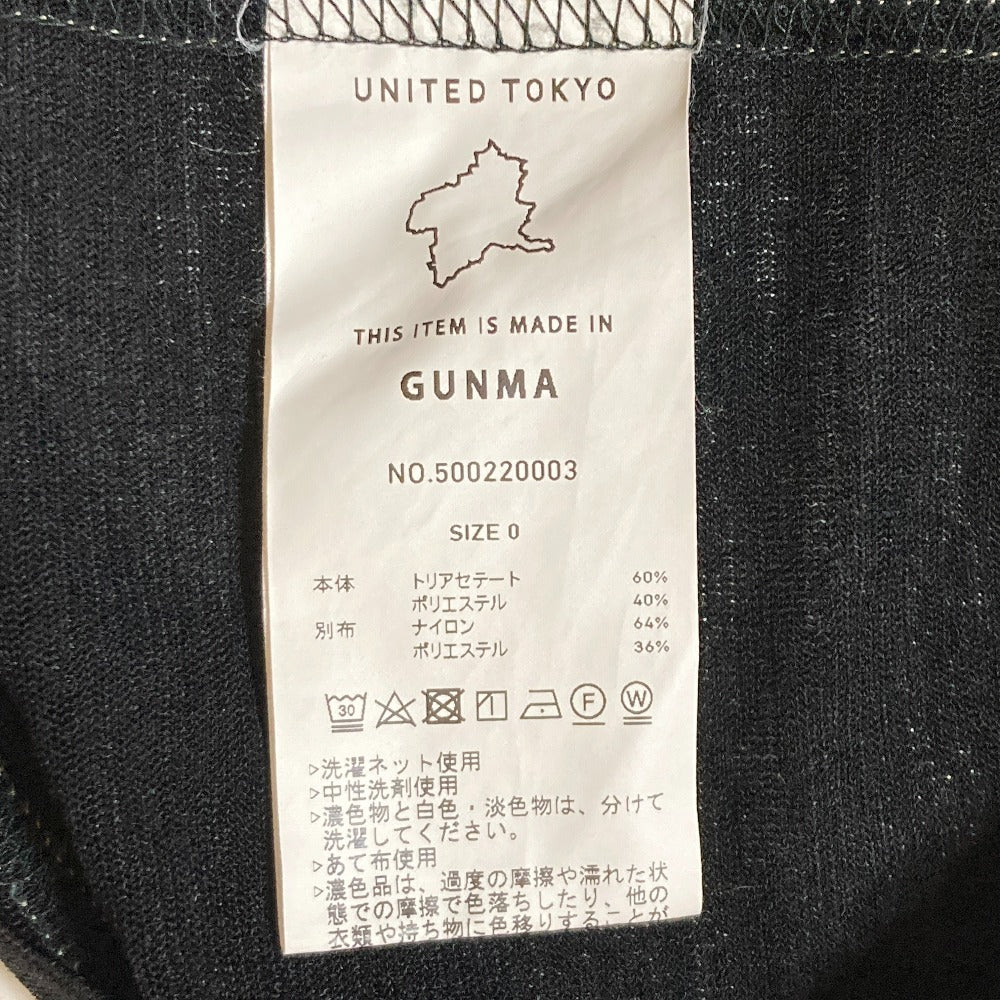 UNITED TOKYO
THIS ITEM IS MADE IN
GUNMA
NO.500220003
SIZE 0
本体 トリアセテート 60%
ポリエステル 40%
別布 ナイロン 64%
ポリエステル 36%
30 F W
▷洗濯ネット使用
▷中性洗剤使用
▷濃色物と白色・淡色物は、分けて
洗濯してください。
▷あて布使用
▷濃色品は、過度の摩擦や濡れた状
態での摩擦で色落ちしたり、他の
衣類や持ち物に色移りすることが